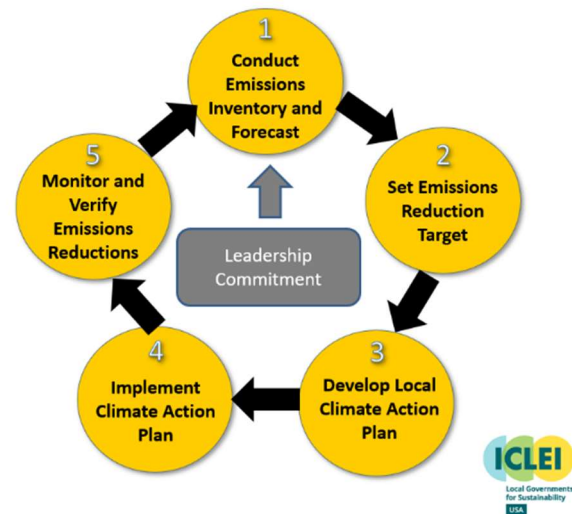 1
Conduct
Emissions
Inventory and
Forecast
2
Set Emissions
Reduction
Target
3
Develop Local
Climate Action
Plan
4
Implement
Climate Action
Plan
5
Monitor and
Verify
Emissions
Reductions
Leadership
Commitment
ICLEI
Local Governments
for Sustainability
USA